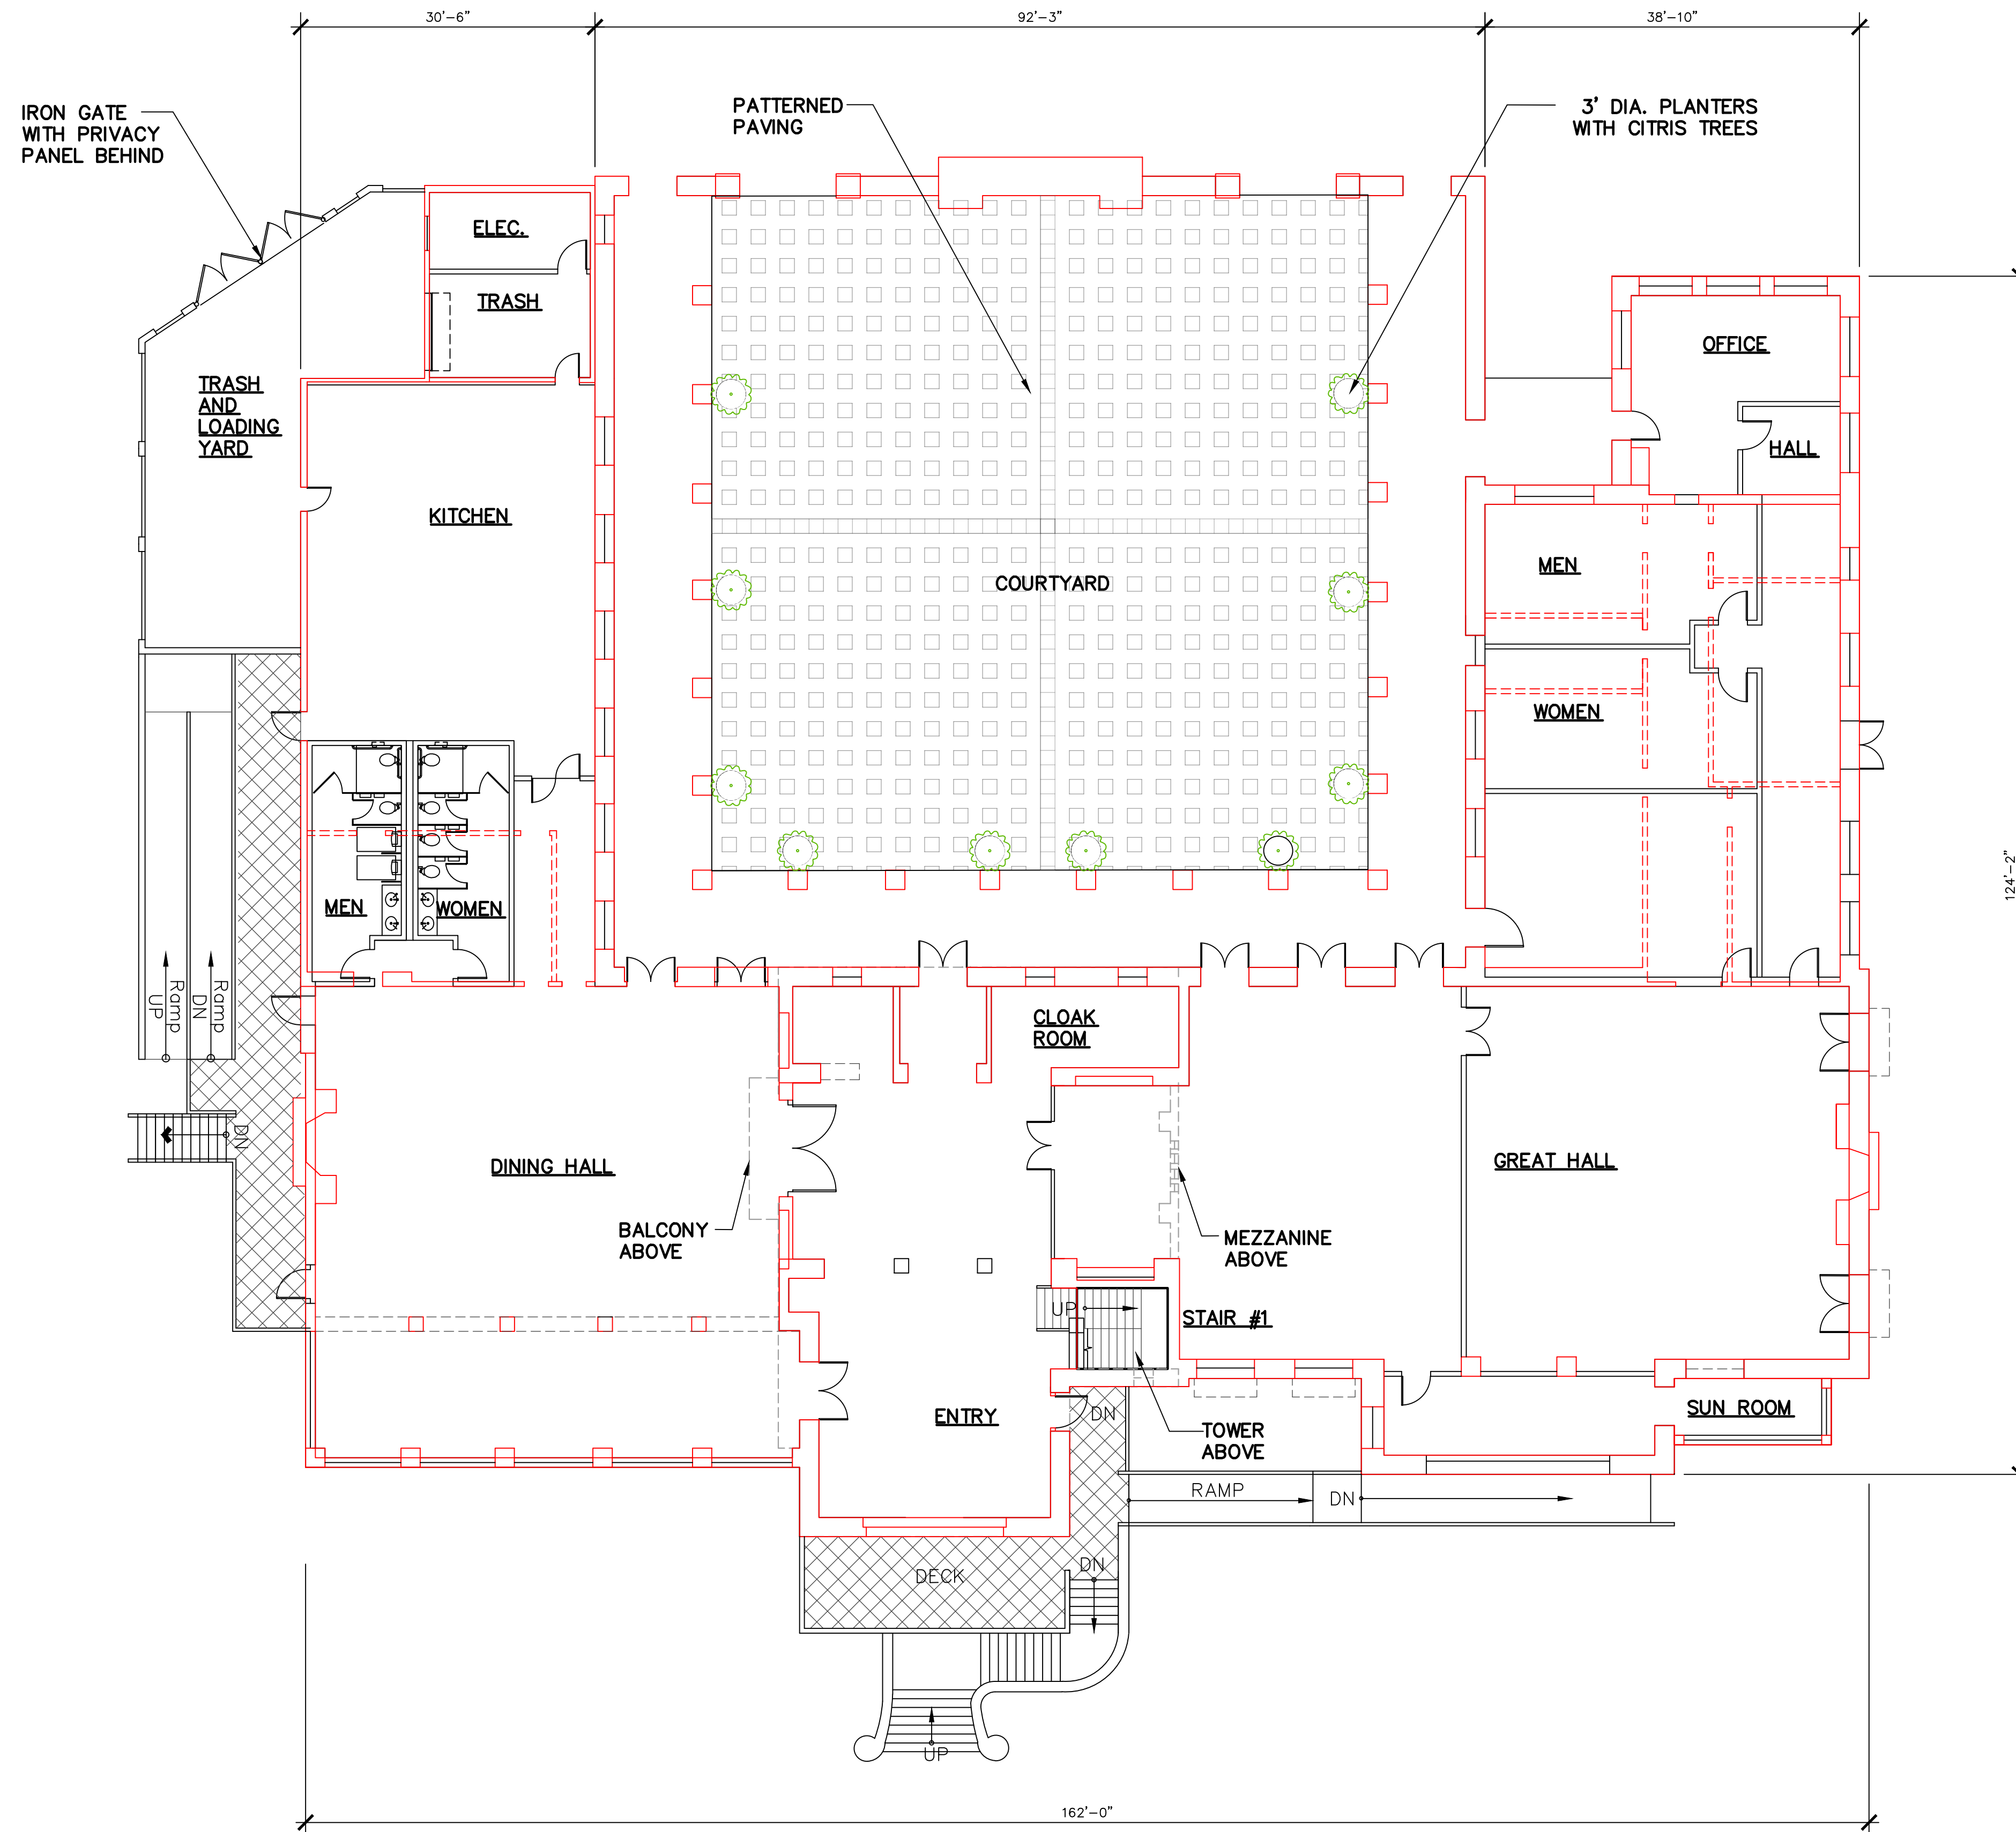 30'-6"
92'-3"
38'-10"
IRON GATE
WITH PRIVACY
PANEL BEHIND
PATTERNED
PAVING
3' DIA. PLANTERS
WITH CITRIS TREES
ELEC.
TRASH
OFFICE
HALL
TRASH
AND
LOADING
YARD
KITCHEN
COURTYARD
MEN
WOMEN
124'-2"
MEN
WOMEN
Ramp
UP
Ramp
DN
CLOAK
ROOM
DN
DINING HALL
GREAT HALL
BALCONY
ABOVE
MEZZANINE
ABOVE
UP
STAIR #1
ENTRY
DN
TOWER
ABOVE
SUN ROOM
RAMP
DN
DECK
DN
UP
162'-0"